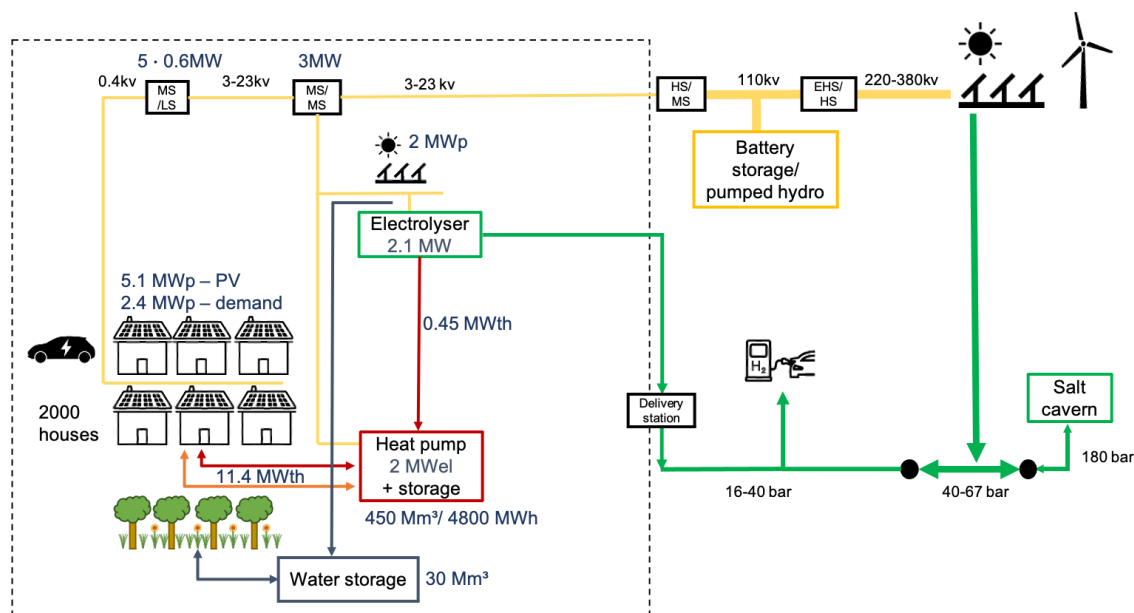 5 · 0.6MW
3MW
0.4kv
MS
/LS
3-23kv
MS/
MS
3-23 kv
HS/
MS
110kv
EHS/
HS
220-380kv
2 MWp
Battery
storage/
pumped hydro
Electrolyser
2.1 MW
5.1 MWp – PV
2.4 MWp – demand
0.45 MWth
H2
2000
houses
Delivery
station
Salt
cavern
Heat pump
2 MWel
+ storage
11.4 MWth
180 bar
16-40 bar
40-67 bar
450 Mm³/ 4800 MWh
Water storage
30 Mm³